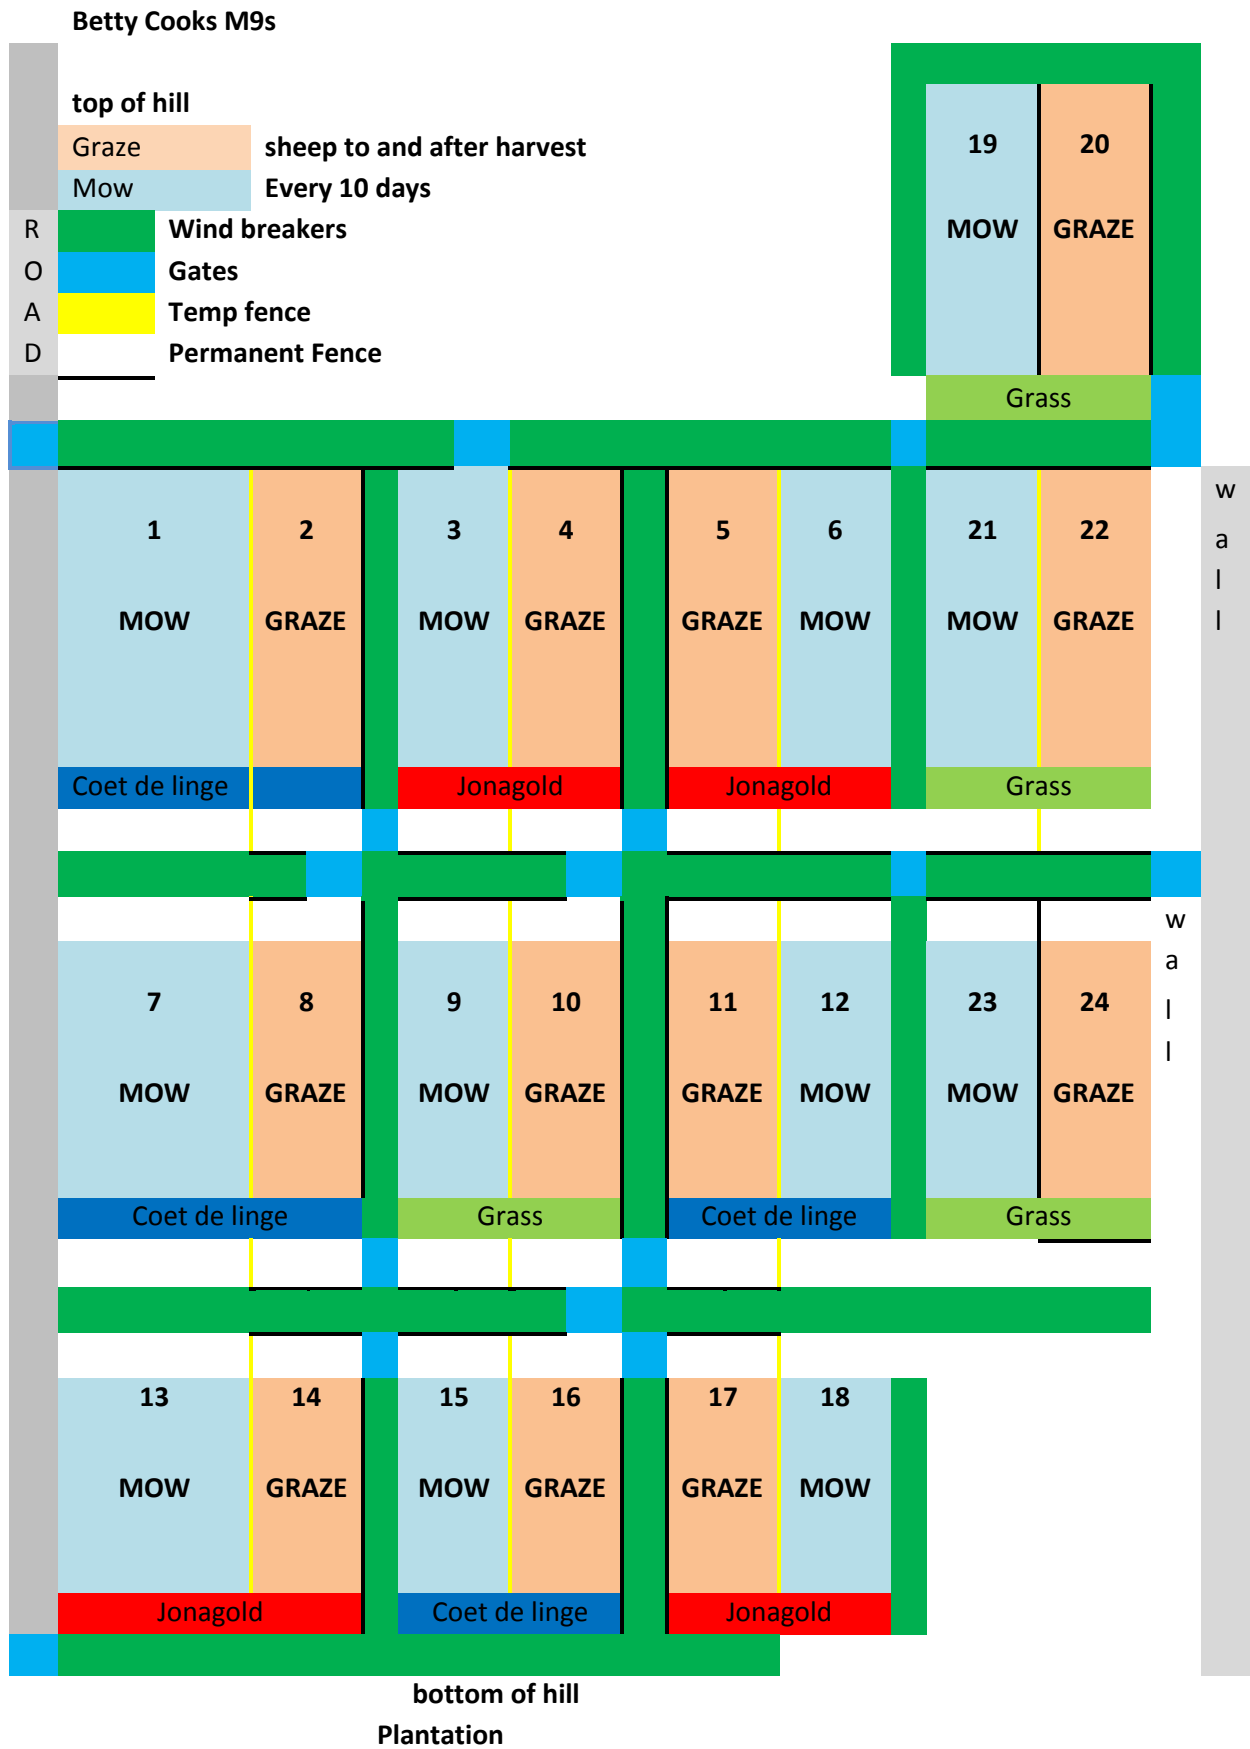 Betty Cooks M9s
top of hill
Graze sheep to and after harvest
Mow Every 10 days
R Wind breakers
O Gates
A Temp fence
D Permanent Fence
19 20
MOW GRAZE
Grass
1 2 3 4 5 6 21 22
MOW GRAZE MOW GRAZE GRAZE MOW MOW GRAZE
w
a
l
l
Coet de linge Jonagold Jonagold Grass
w
a
l
l
7 8 9 10 11 12 23 24
MOW GRAZE MOW GRAZE GRAZE MOW MOW GRAZE
Coet de linge Grass Coet de linge Grass
13 14 15 16 17 18
MOW GRAZE MOW GRAZE GRAZE MOW
Jonagold Coet de linge Jonagold
bottom of hill
Plantation